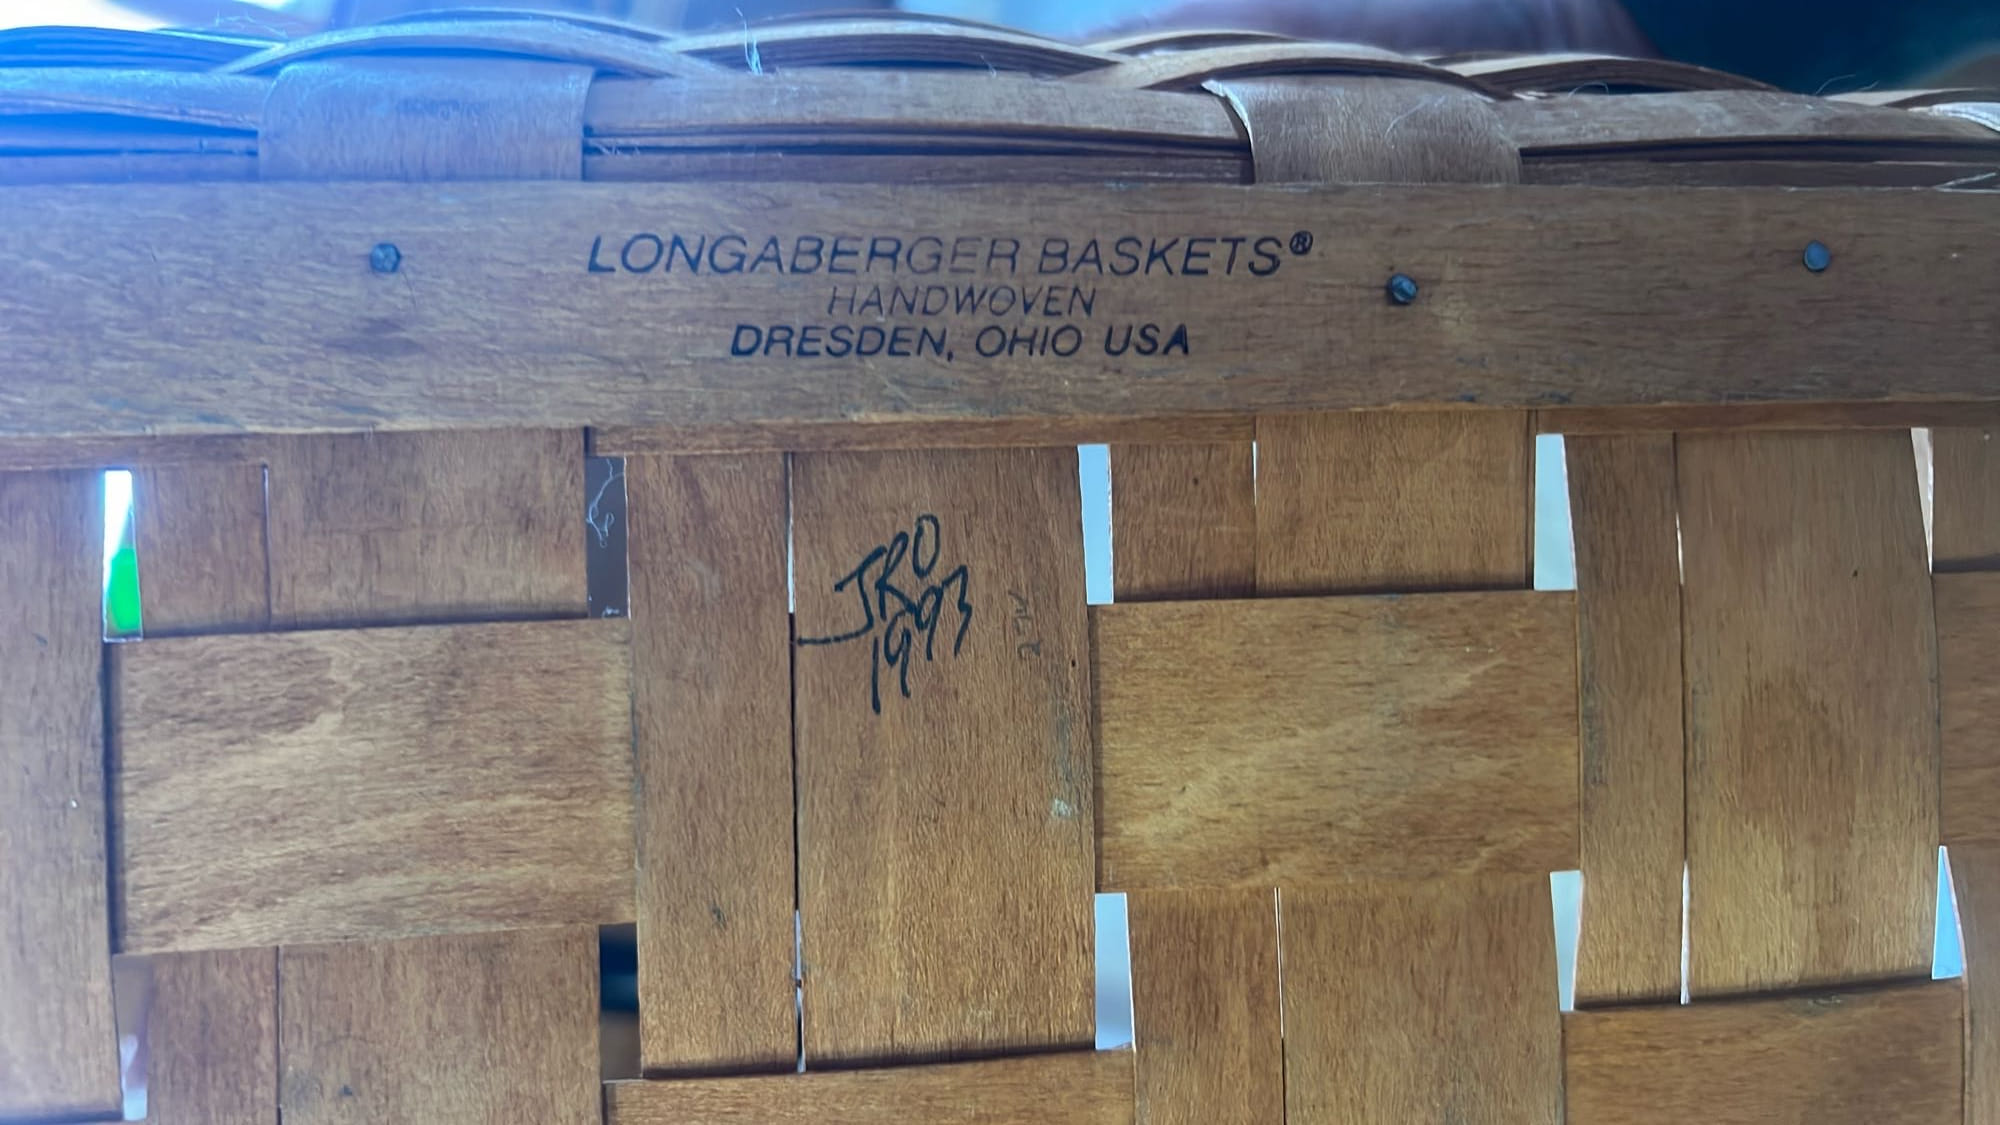 LONGABERGER BASKETS®
HANDWOVEN
DRESDEN, OHIO USA
JRO
1993